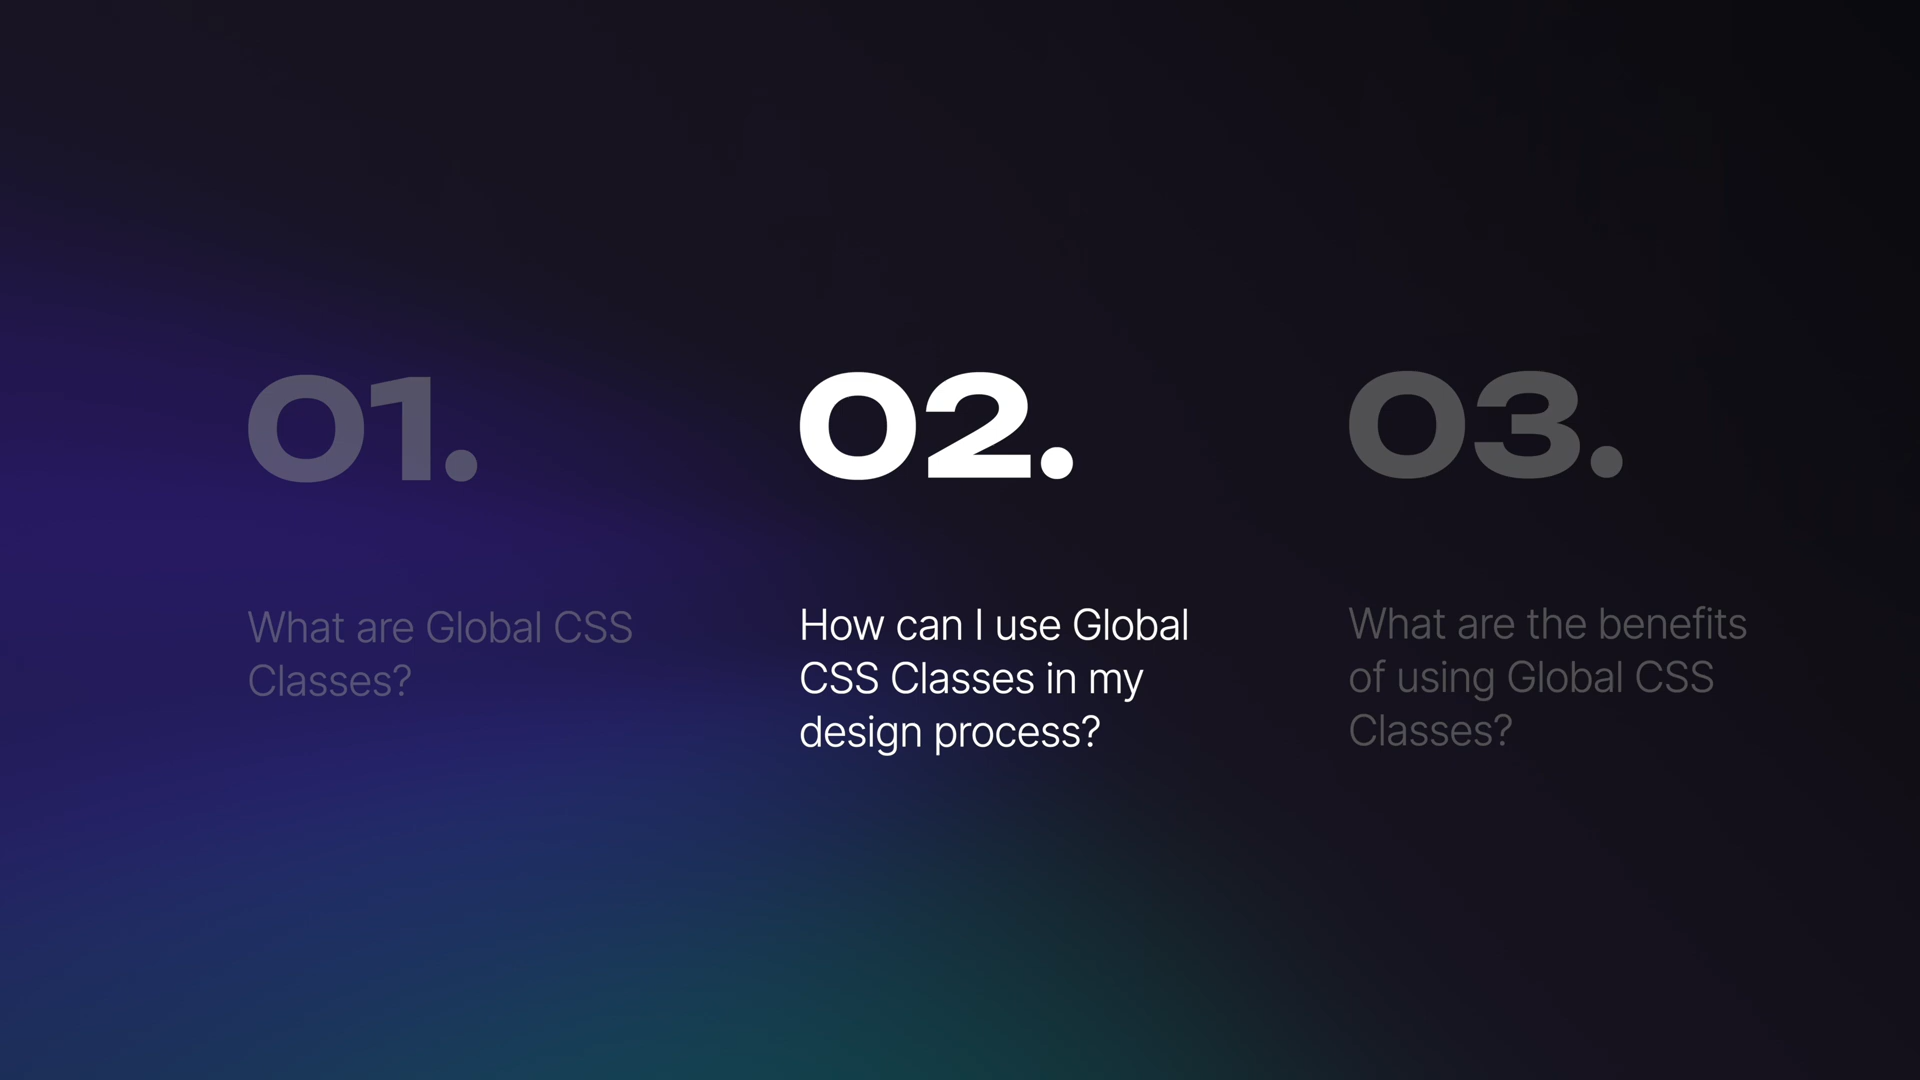 01.
What are Global CSS
Classes?
02.
How can I use Global
CSS Classes in my
design process?
03.
What are the benefits
of using Global CSS
Classes?